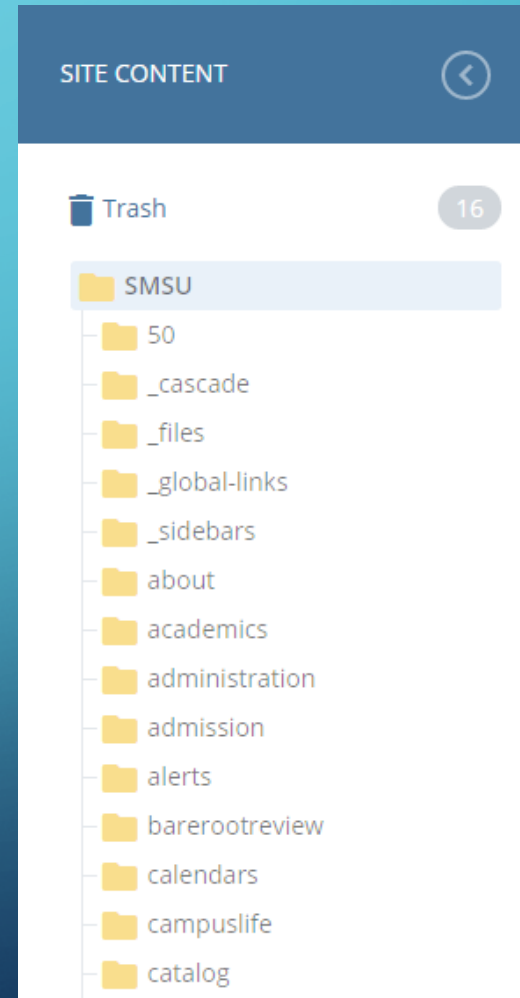 SITE CONTENT
Trash 16
SMSU
50
_cascade
_files
_global-links
_sidebars
about
academics
administration
admission
alerts
barerootreview
calendars
campuslife
catalog